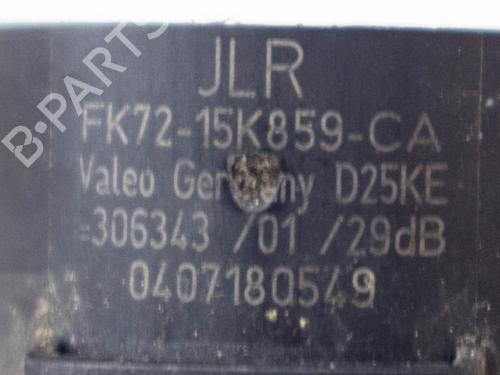 B-PARTS
JLR
FK72-15K859-CA
Valeo Germany D25KE
=306343 /01 /29dB
0407180549